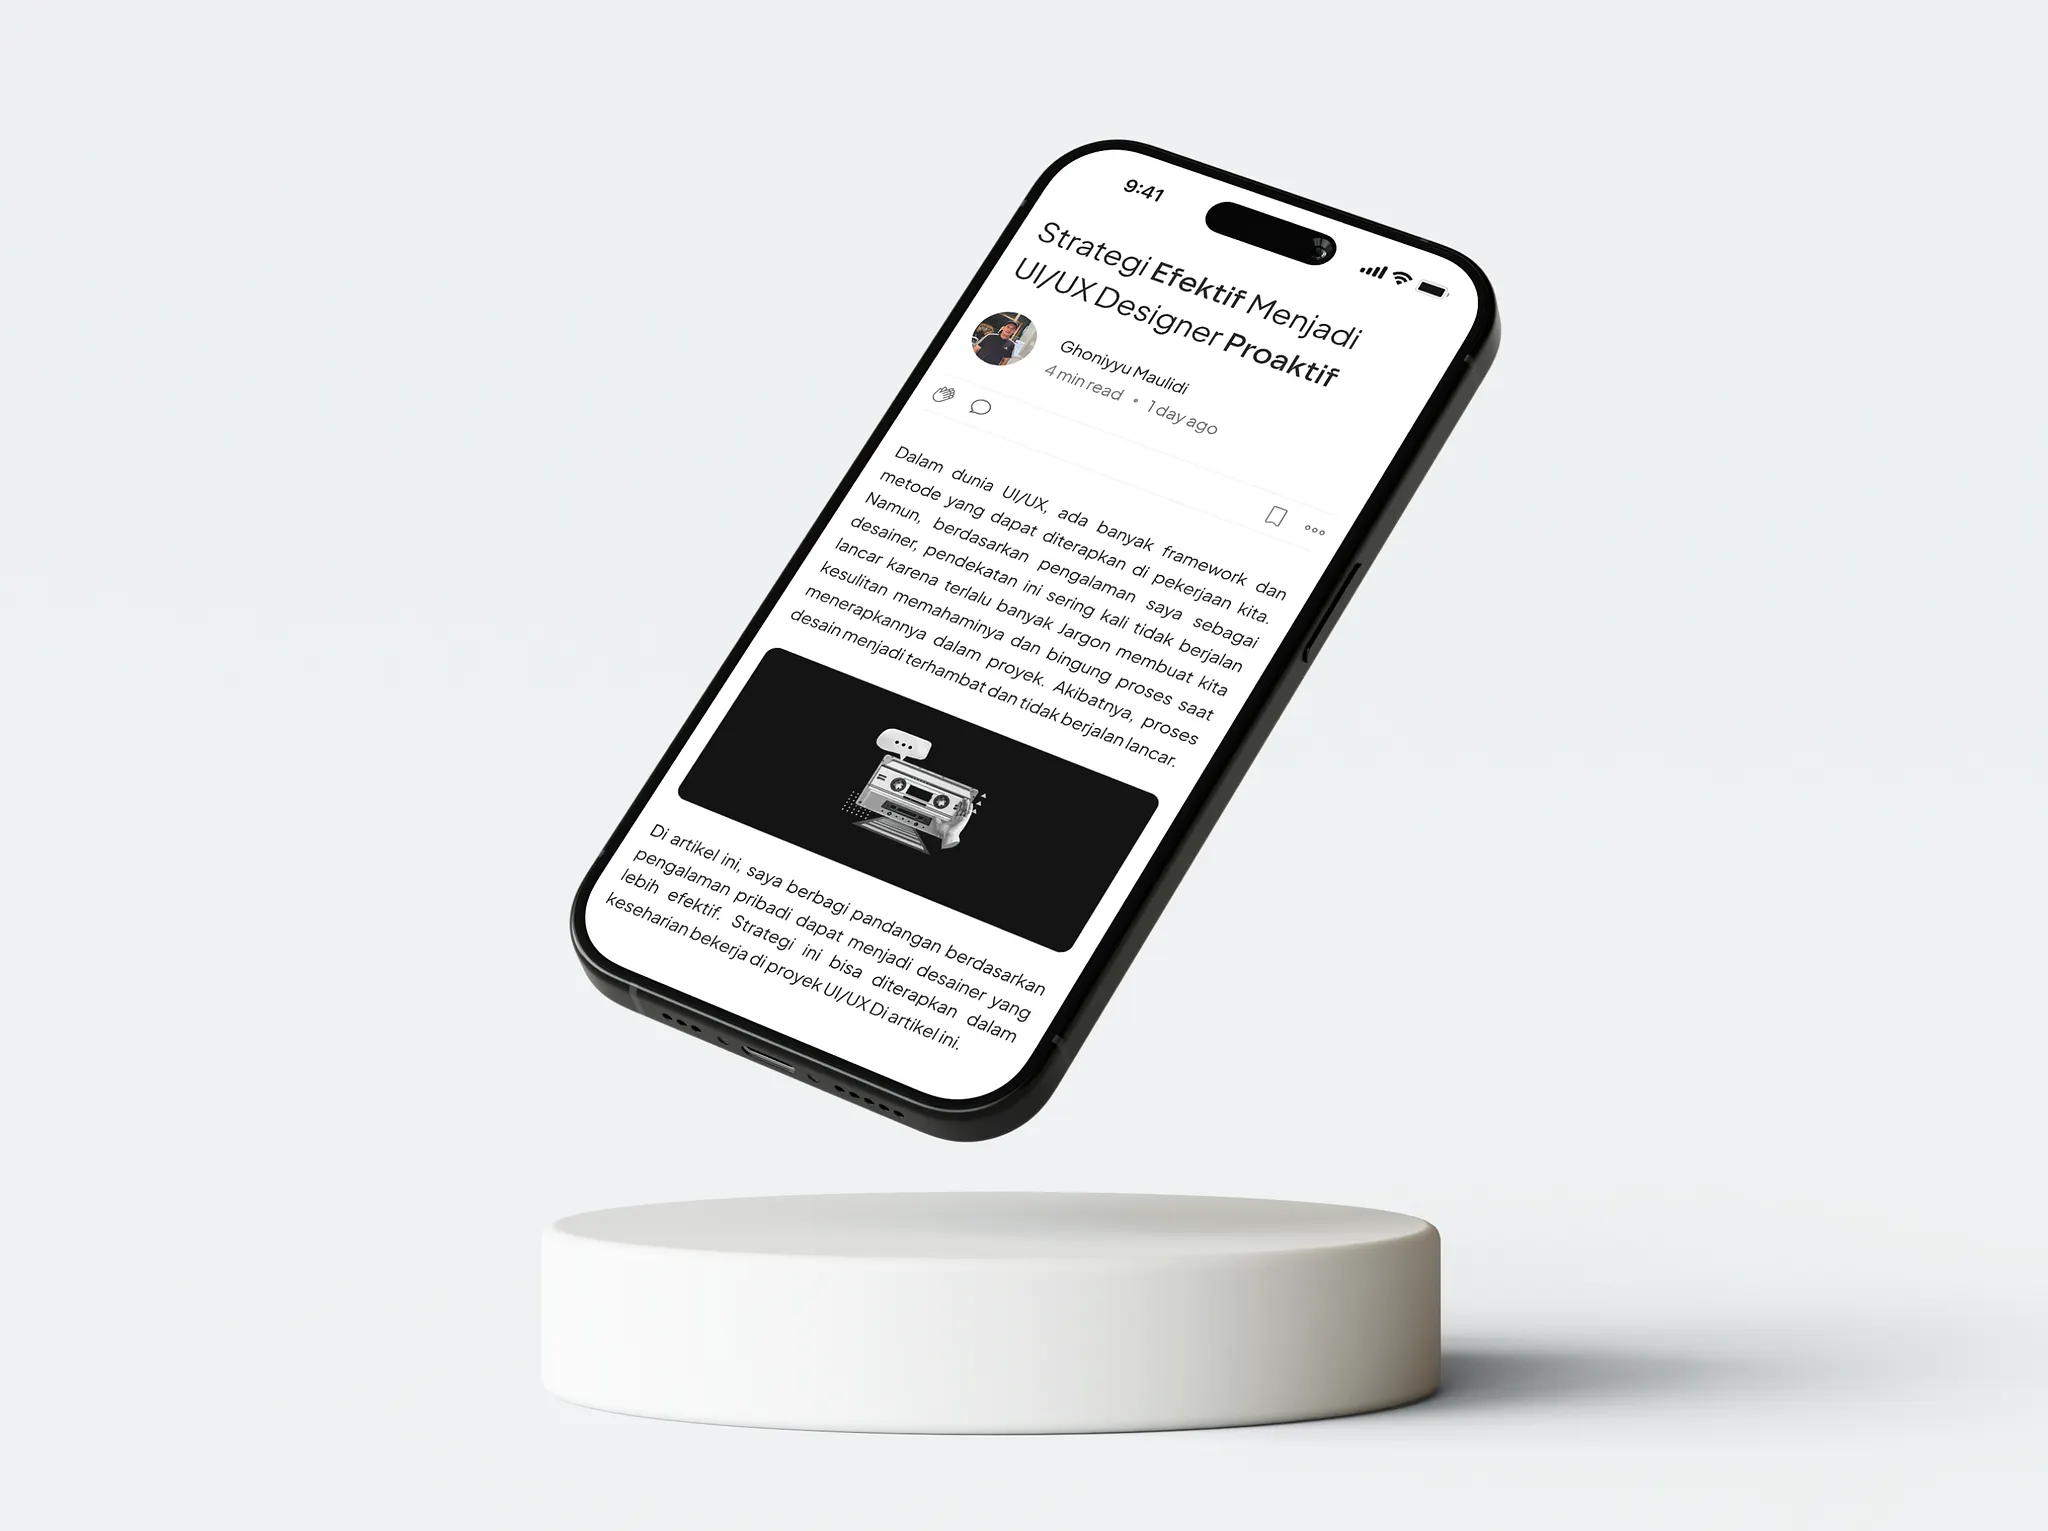 9:41
Strategi Efektif Menjadi
UI/UX Designer Proaktif
Ghoniyyu Maulidi
4 min read • 1 day ago
Dalam dunia UI/UX, ada banyak framework dan
metode yang dapat diterapkan di pekerjaan kita.
Namun, berdasarkan pengalaman saya sebagai
desainer, pendekatan ini sering kali tidak berjalan
lancar karena terlalu banyak Jargon membuat kita
kesulitan memahaminya dan bingung proses saat
menerapkannya dalam proyek. Akibatnya, proses
desain menjadi terhambat dan tidak berjalan lancar.
Di artikel ini, saya berbagi pandangan berdasarkan
pengalaman pribadi dapat menjadi desainer yang
lebih efektif. Strategi ini bisa diterapkan dalam
keseharian bekerja di proyek UI/UX Di artikel ini.